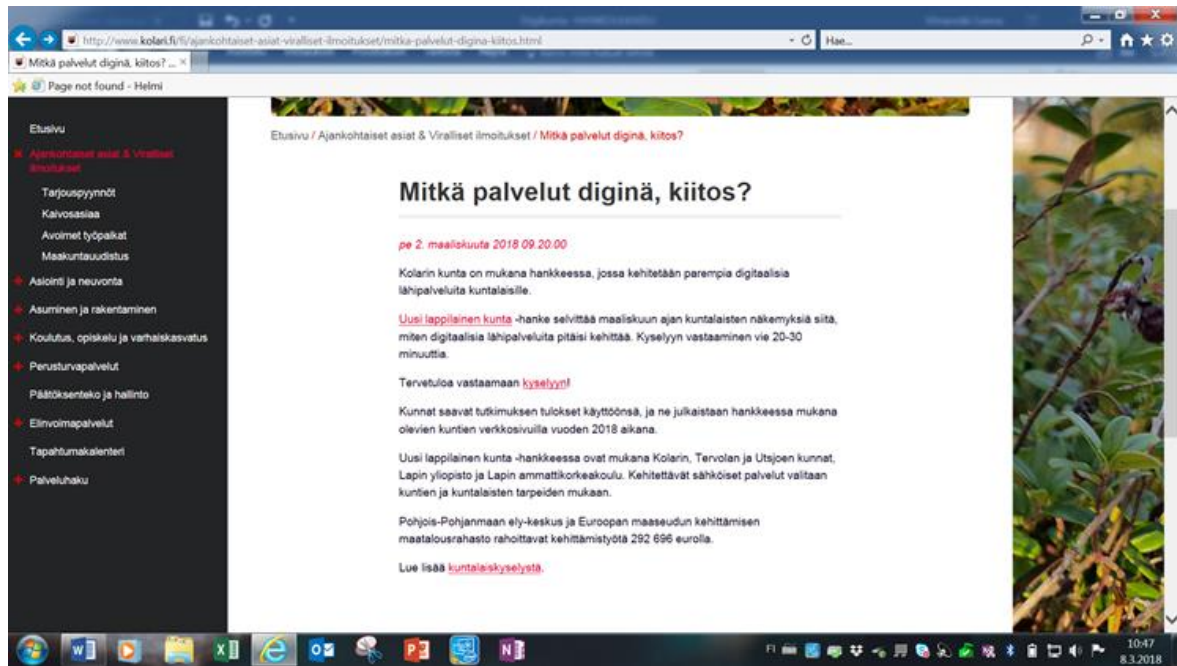 http://www.kolari.fi/fi/ajankohtaiset-asiat-viralliset-ilmoitukset/mitka-palvelut-digina-kiitos.html
Hae...
Mitkä palvelut diginä, kiitos? ...
Page not found - Helmi
Etusivu
Ajankohtaiset asiat & Viralliset
ilmoitukset
Tarjouspyynnöt
Kaivosasiaa
Avoimet työpaikat
Maakuntauudistus
Asiointi ja neuvonta
Asuminen ja rakentaminen
Koulutus, opiskelu ja varhaiskasvatus
Perusturvapalvelut
Päätöksenteko ja hallinto
Elinvoimapalvelut
Tapahtumakalenteri
Palveluhaku
Etusivu / Ajankohtaiset asiat & Viralliset ilmoitukset / Mitkä palvelut diginä, kiitos?
Mitkä palvelut diginä, kiitos?
pe 2. maaliskuuta 2018 09.20.00
Kolarin kunta on mukana hankkeessa, jossa kehitetään parempia digitaalisia
lähipalveluita kuntalaisille.
Uusi lappilainen kunta -hanke selvittää maaliskuun ajan kuntalaisten näkemyksiä siitä,
miten digitaalisia lähipalveluita pitäisi kehittää. Kyselyyn vastaaminen vie 20-30
minuuttia.
Tervetuloa vastaamaan kyselyyn!
Kunnat saavat tutkimuksen tulokset käyttöönsä, ja ne julkaistaan hankkeessa mukana
olevien kuntien verkkosivuilla vuoden 2018 aikana.
Uusi lappilainen kunta -hankkeessa ovat mukana Kolarin, Tervolan ja Utsjoen kunnat,
Lapin yliopisto ja Lapin ammattikorkeakoulu. Kehitettävät sähköiset palvelut valitaan
kuntien ja kuntalaisten tarpeiden mukaan.
Pohjois-Pohjanmaan ely-keskus ja Euroopan maaseudun kehittämisen
maatalousrahasto rahoittavat kehittämistyötä 292 696 eurolla.
Lue lisää kuntalaiskyselystä.
FI
10:47
8.3.2018